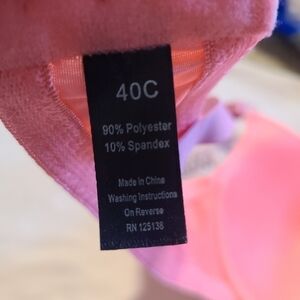 40C
90% Polyester
10% Spandex
Made in China
Washing Instructions
On Reverse
RN 125138